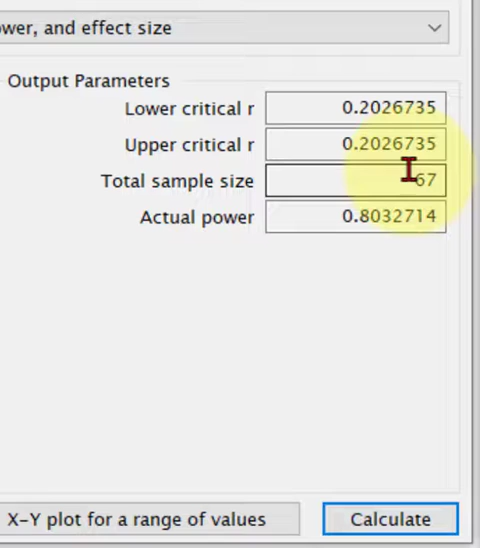 ower, and effect size
Output Parameters
Lower critical r 0.2026735
Upper critical r 0.2026735
Total sample size 67
Actual power 0.8032714
X-Y plot for a range of values Calculate